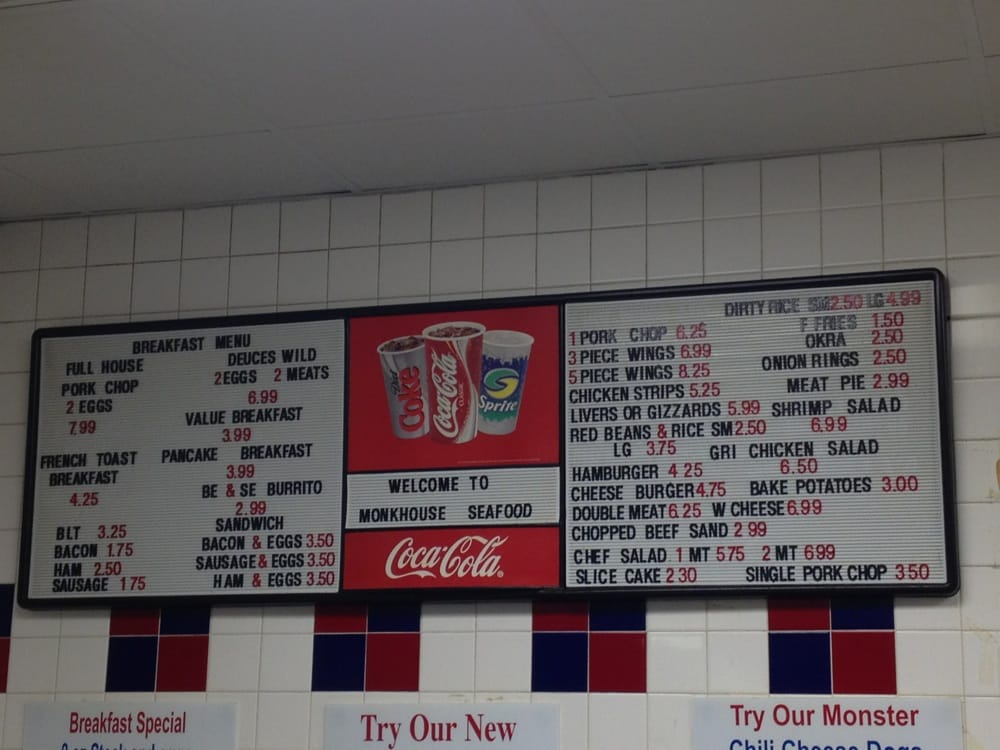 BREAKFAST MENU
FULL HOUSE
PORK CHOP
2 EGGS
7.99
DEUCES WILD
2EGGS 2 MEATS
6.99
VALUE BREAKFAST
3.99
FRENCH TOAST
BREAKFAST
4.25
PANCAKE BREAKFAST
3.99
BE & SE BURRITO
2.99
BLT 3.25
BACON 1.75
HAM 2.50
SAUSAGE 1 75
SANDWICH
BACON & EGGS 3.50
SAUSAGE & EGGS 3.50
HAM & EGGS 3.50
Diet
Coke
Coca-Cola
Sprite
WELCOME TO
MONKHOUSE SEAFOOD
Coca-Cola
DIRTY RICE SM2.50 LG 4.99
1 PORK CHOP 6.25 F FRIES 1.50
3 PIECE WINGS 6.99 OKRA 2.50
5 PIECE WINGS 8.25 ONION RINGS 2.50
CHICKEN STRIPS 5.25 MEAT PIE 2.99
LIVERS OR GIZZARDS 5.99 SHRIMP SALAD
RED BEANS & RICE SM2.50 6.99
LG 3.75 GRI CHICKEN SALAD
HAMBURGER 4 25 6.50
CHEESE BURGER 4.75 BAKE POTATOES 3.00
DOUBLE MEAT 6.25 W CHEESE 6.99
CHOPPED BEEF SAND 2 99
CHEF SALAD 1 MT 5 75 2 MT 6 99
SLICE CAKE 2 30 SINGLE PORK CHOP 3 50
Breakfast Special
Try Our New
Try Our Monster
Chili Cheese Dogs